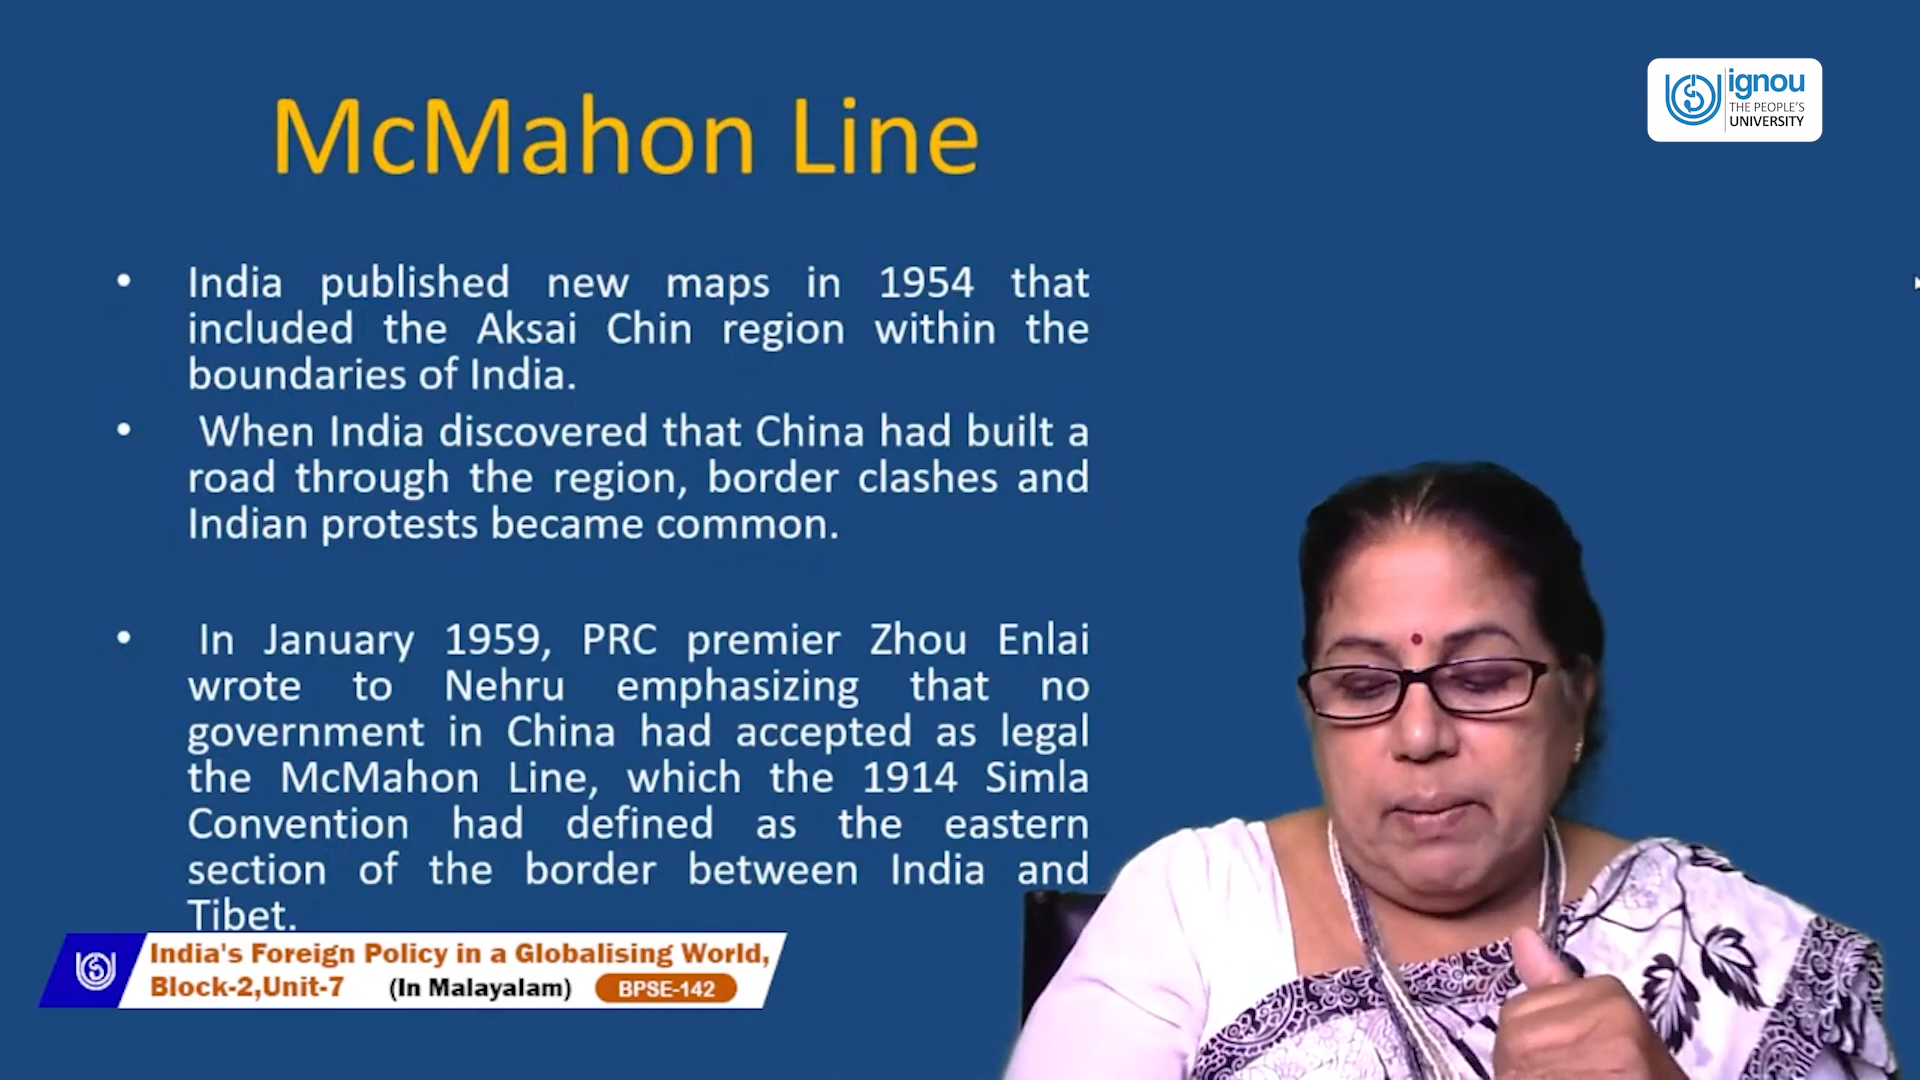 McMahon Line
ignou
THE PEOPLE'S
UNIVERSITY
• India published new maps in 1954 that
included the Aksai Chin region within the
boundaries of India.
• When India discovered that China had built a
road through the region, border clashes and
Indian protests became common.
• In January 1959, PRC premier Zhou Enlai
wrote to Nehru emphasizing that no
government in China had accepted as legal
the McMahon Line, which the 1914 Simla
Convention had defined as the eastern
section of the border between India and
Tibet.
India's Foreign Policy in a Globalising World,
Block-2,Unit-7 (In Malayalam) BPSE-142